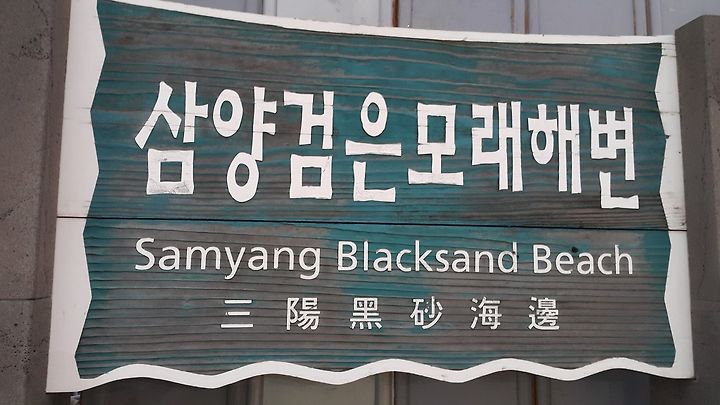 삼양검은모래해변
Samyang Blacksand Beach
三陽黑砂海邊